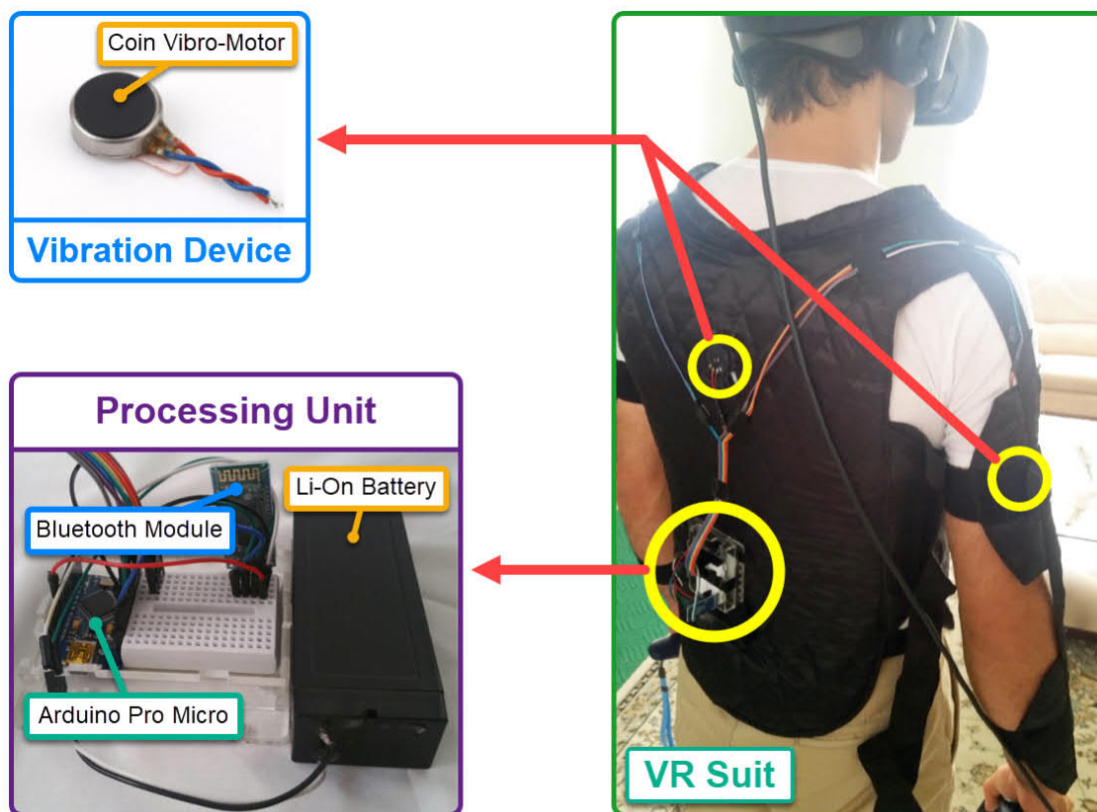 Coin Vibro-Motor
Vibration Device
Processing Unit
Li-On Battery
Bluetooth Module
Arduino Pro Micro
VR Suit